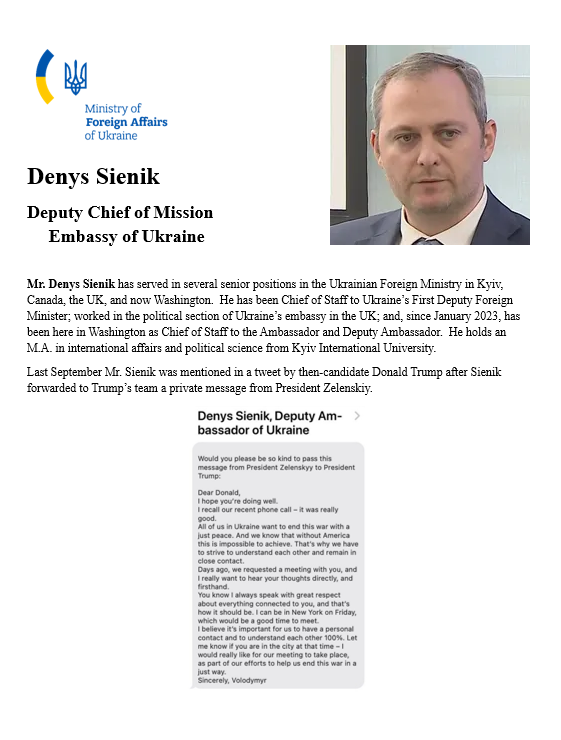 Ministry of
Foreign Affairs
of Ukraine
Denys Sienik
Deputy Chief of Mission
Embassy of Ukraine
Mr. Denys Sienik has served in several senior positions in the Ukrainian Foreign Ministry in Kyiv,
Canada, the UK, and now Washington.  He has been Chief of Staff to Ukraine's First Deputy Foreign
Minister; worked in the political section of Ukraine's embassy in the UK; and, since January 2023, has
been here in Washington as Chief of Staff to the Ambassador and Deputy Ambassador.  He holds an
M.A. in international affairs and political science from Kyiv International University.
Last September Mr. Sienik was mentioned in a tweet by then-candidate Donald Trump after Sienik
forwarded to Trump's team a private message from President Zelenskiy.
Denys Sienik, Deputy Am-
bassador of Ukraine
Would you please be so kind to pass this
message from President Zelenskyy to President
Trump:
Dear Donald,
I hope you're doing well.
I recall our recent phone call – it was really
good.
All of us in Ukraine want to end this war with a
just peace. And we know that without America
this is impossible to achieve. That's why we have
to strive to understand each other and remain in
close contact.
Days ago, we requested a meeting with you, and
I really want to hear your thoughts directly, and
firsthand.
You know I always speak with great respect
about everything connected to you, and that's
how it should be. I can be in New York on Friday,
which would be a good time to meet.
I believe it's important for us to have a personal
contact and to understand each other 100%. Let
me know if you are in the city at that time – I
would really like for our meeting to take place,
as part of our efforts to help us end this war in a
just way.
Sincerely, Volodymyr